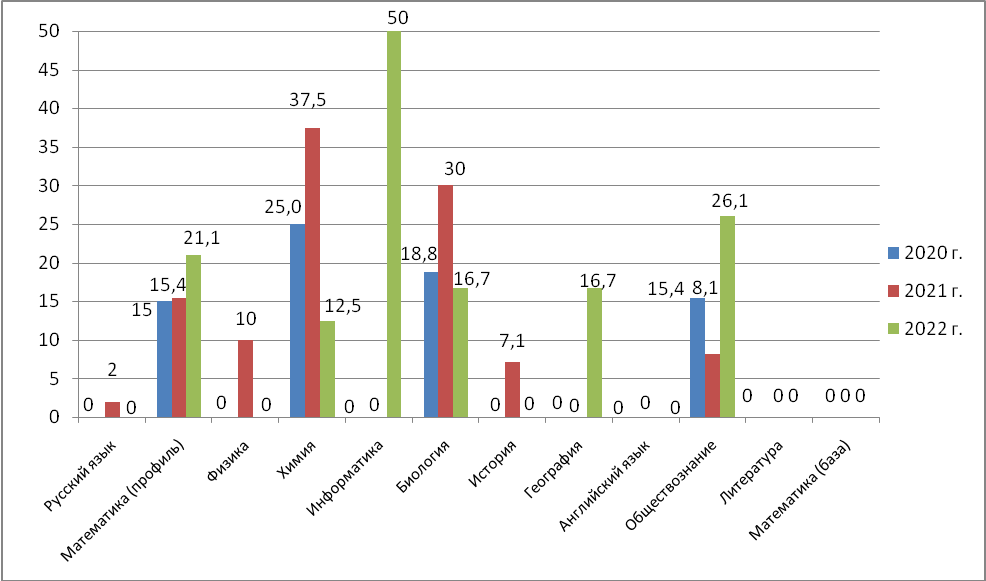 50
45
40
35
30
25
20
15
10
5
0
0 2 0
15 15,4 21,1
0 10 0
25,0 37,5 12,5
0 0 50
18,8 30 16,7
0 7,1 0
0 0 16,7
0 0 0
15,4 8,1 26,1
0 0 0
0 0 0
Русский язык
Математика (профиль)
Физика
Химия
Информатика
Биология
История
География
Английский язык
Обществознание
Литература
Математика (база)
2020 г.
2021 г.
2022 г.